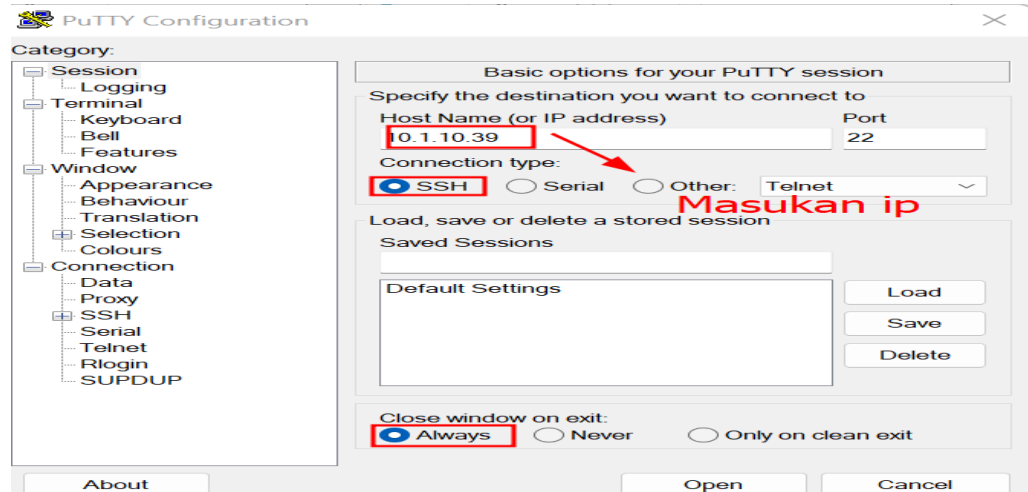 PuTTY Configuration
Category:
Session
Logging
Terminal
Keyboard
Bell
Features
Window
Appearance
Behaviour
Translation
Selection
Colours
Connection
Data
Proxy
SSH
Serial
Telnet
Rlogin
SUPDUP
Basic options for your PuTTY session
Specify the destination you want to connect to
Host Name (or IP address) Port
10.1.10.39 22
Connection type:
SSH Serial Other: Telnet
Masukan ip
Load, save or delete a stored session
Saved Sessions
Default Settings
Load
Save
Delete
Close window on exit:
Always Never Only on clean exit
About Open Cancel